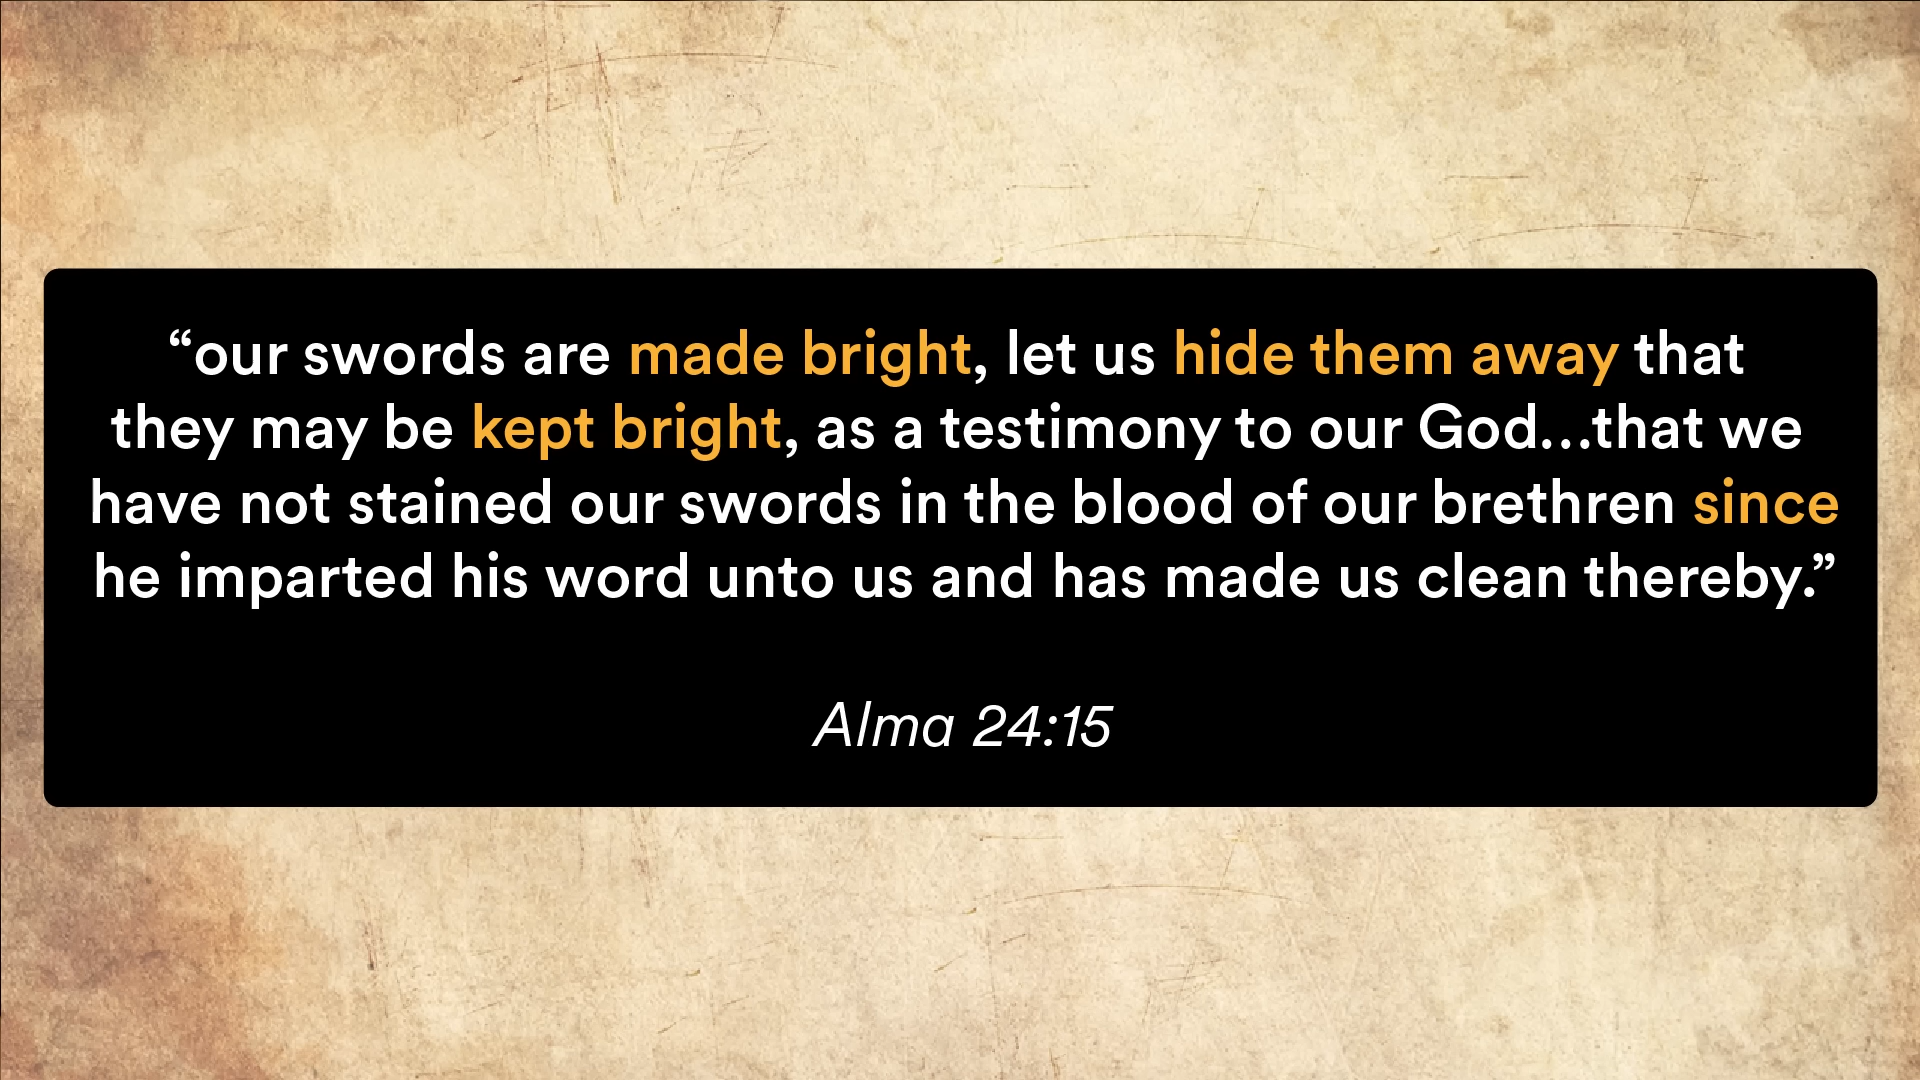 “our swords are made bright, let us hide them away that
they may be kept bright, as a testimony to our God...that we
have not stained our swords in the blood of our brethren since
he imparted his word unto us and has made us clean thereby.”
Alma 24:15